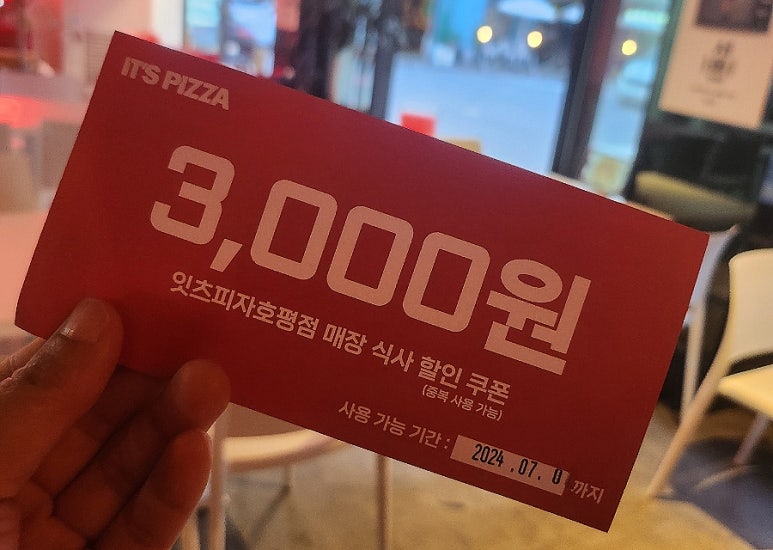 IT'S PIZZA
3,000원
잇츠피자호평점 매장 식사 할인 쿠폰
(중복 사용 가능)
사용 가능 기간 : 2024 .07. 0 까지